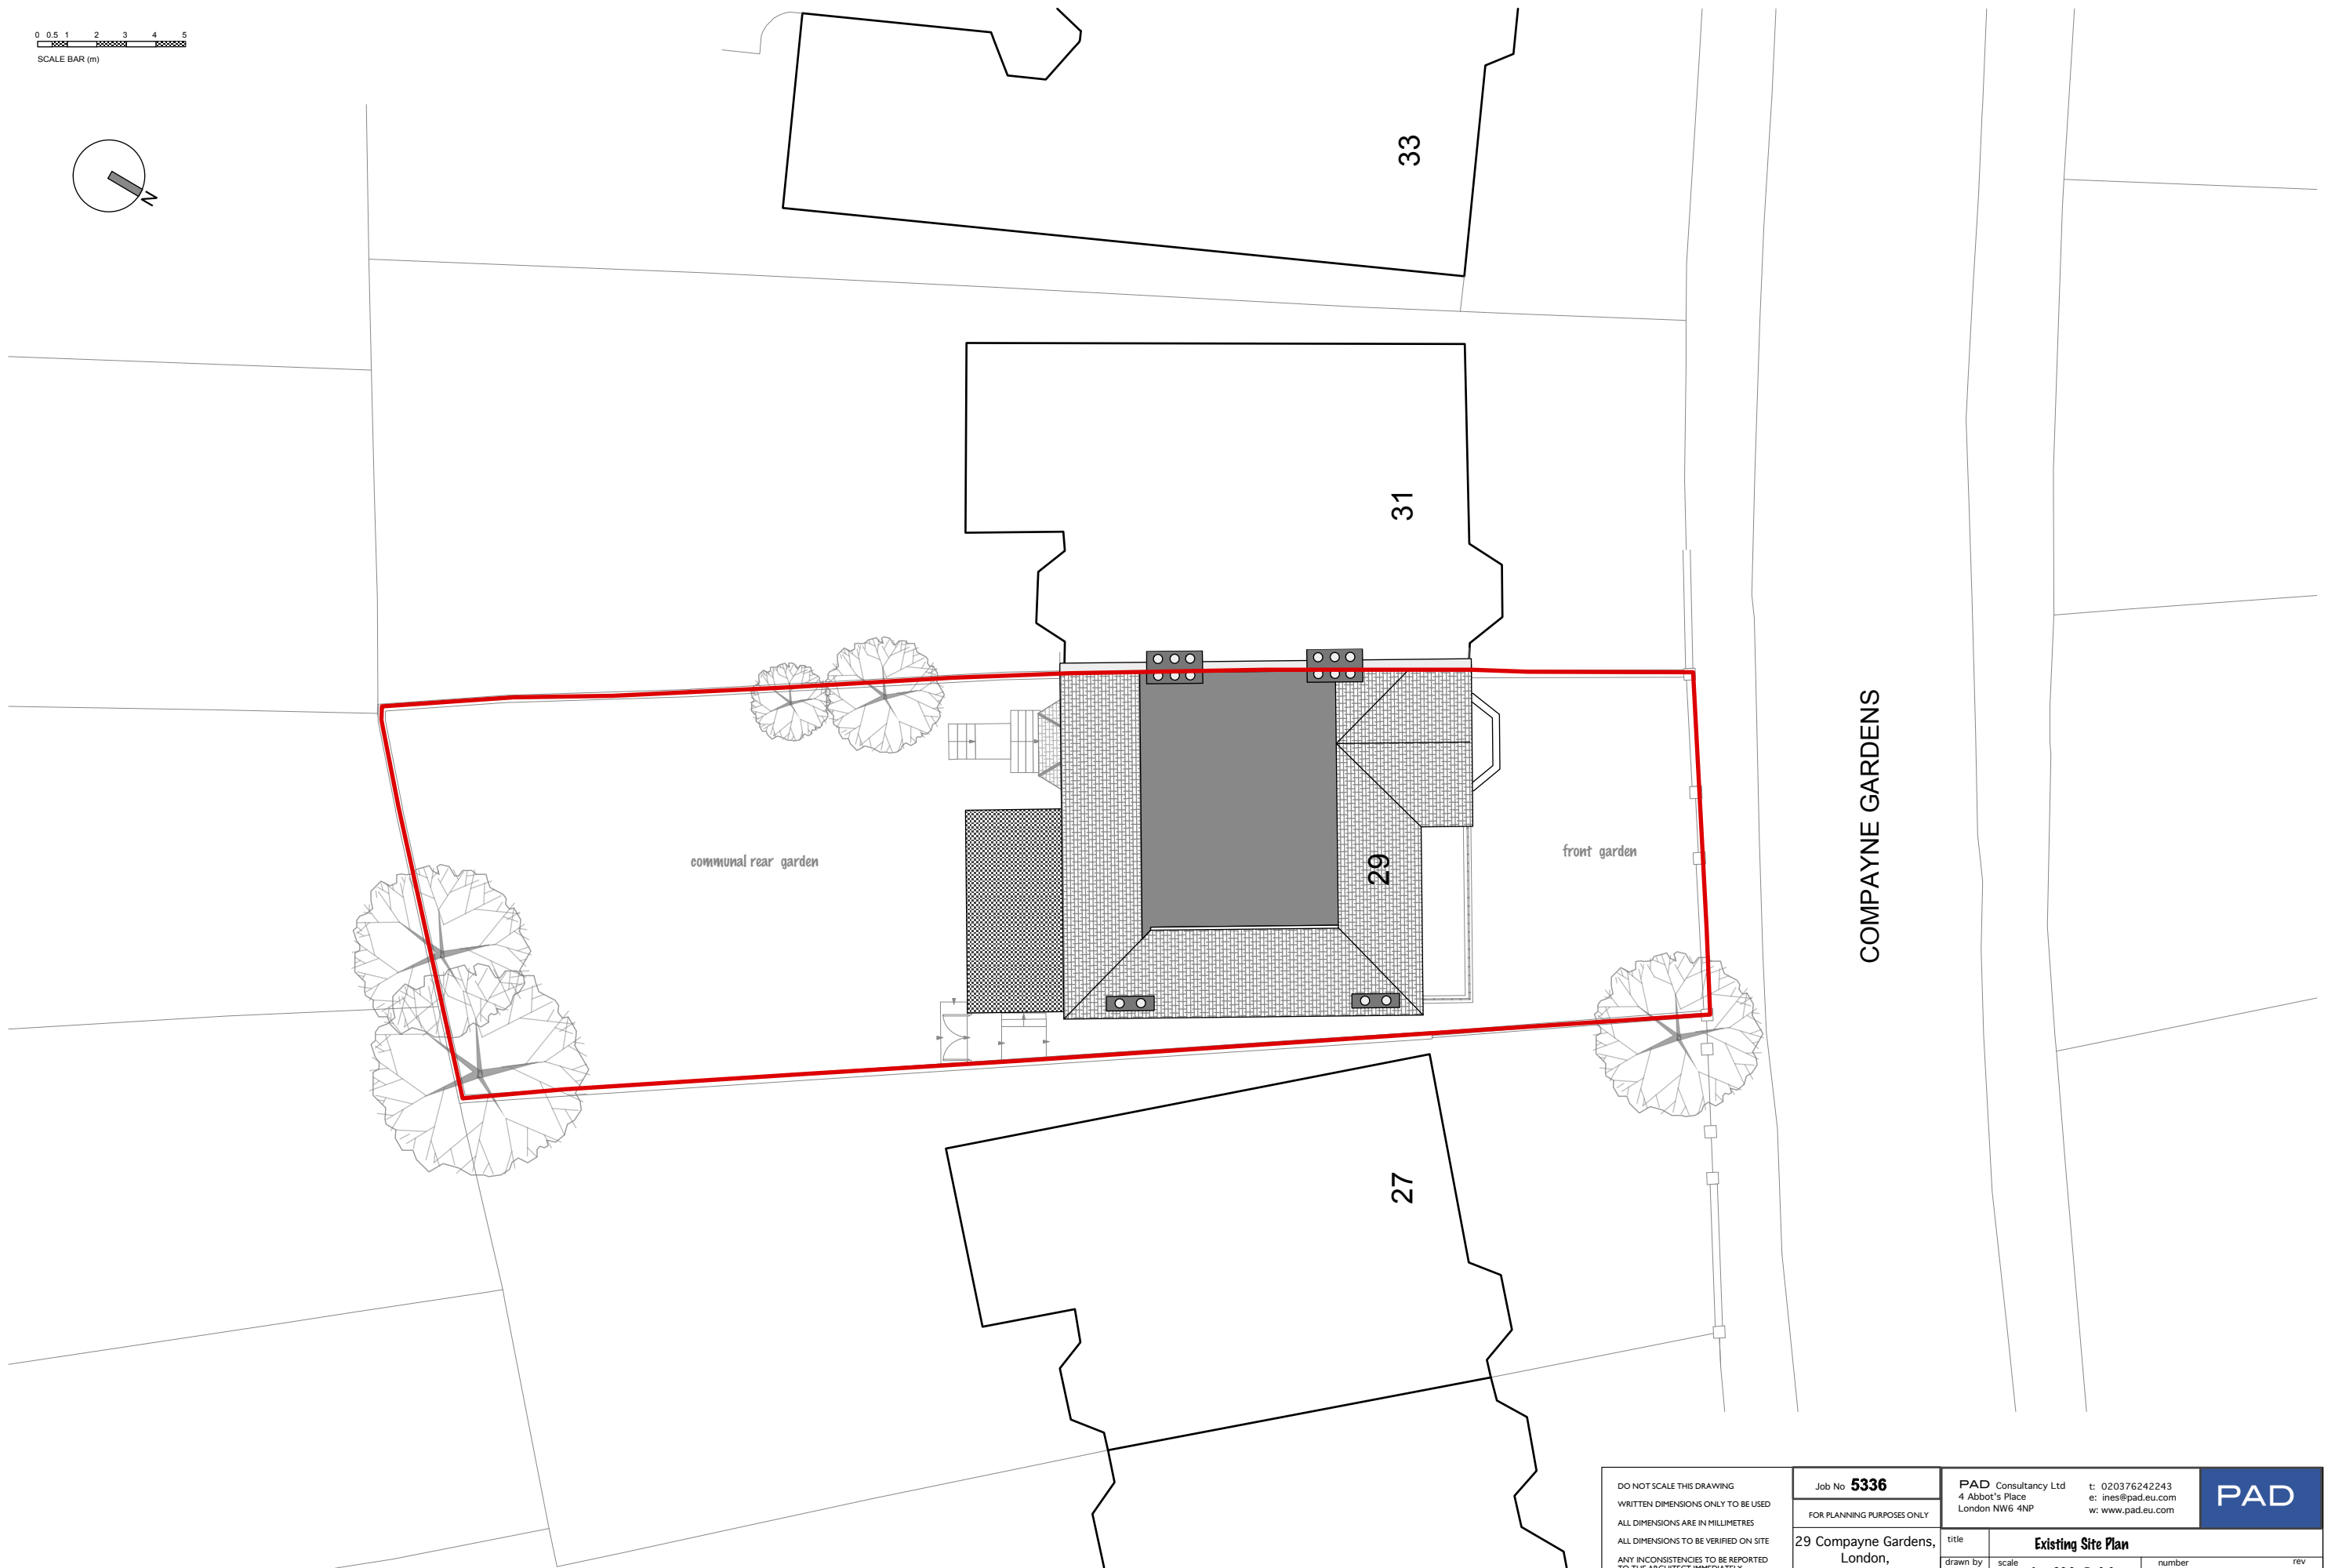 0 0.5 1 2 3 4 5
SCALE BAR (m)
N
33
31
29
27
communal rear garden
front garden
COMPAYNE GARDENS
DO NOT SCALE THIS DRAWING
WRITTEN DIMENSIONS ONLY TO BE USED
ALL DIMENSIONS ARE IN MILLIMETRES
ALL DIMENSIONS TO BE VERIFIED ON SITE
ANY INCONSISTENCIES TO BE REPORTED
TO THE ARCHITECT IMMEDIATELY
Job No 5336
FOR PLANNING PURPOSES ONLY
29 Compayne Gardens,
London,
PAD Consultancy Ltd
4 Abbot's Place
London NW6 4NP
t: 020376242243
e: ines@pad.eu.com
w: www.pad.eu.com
PAD
title Existing Site Plan
drawn by scale number rev